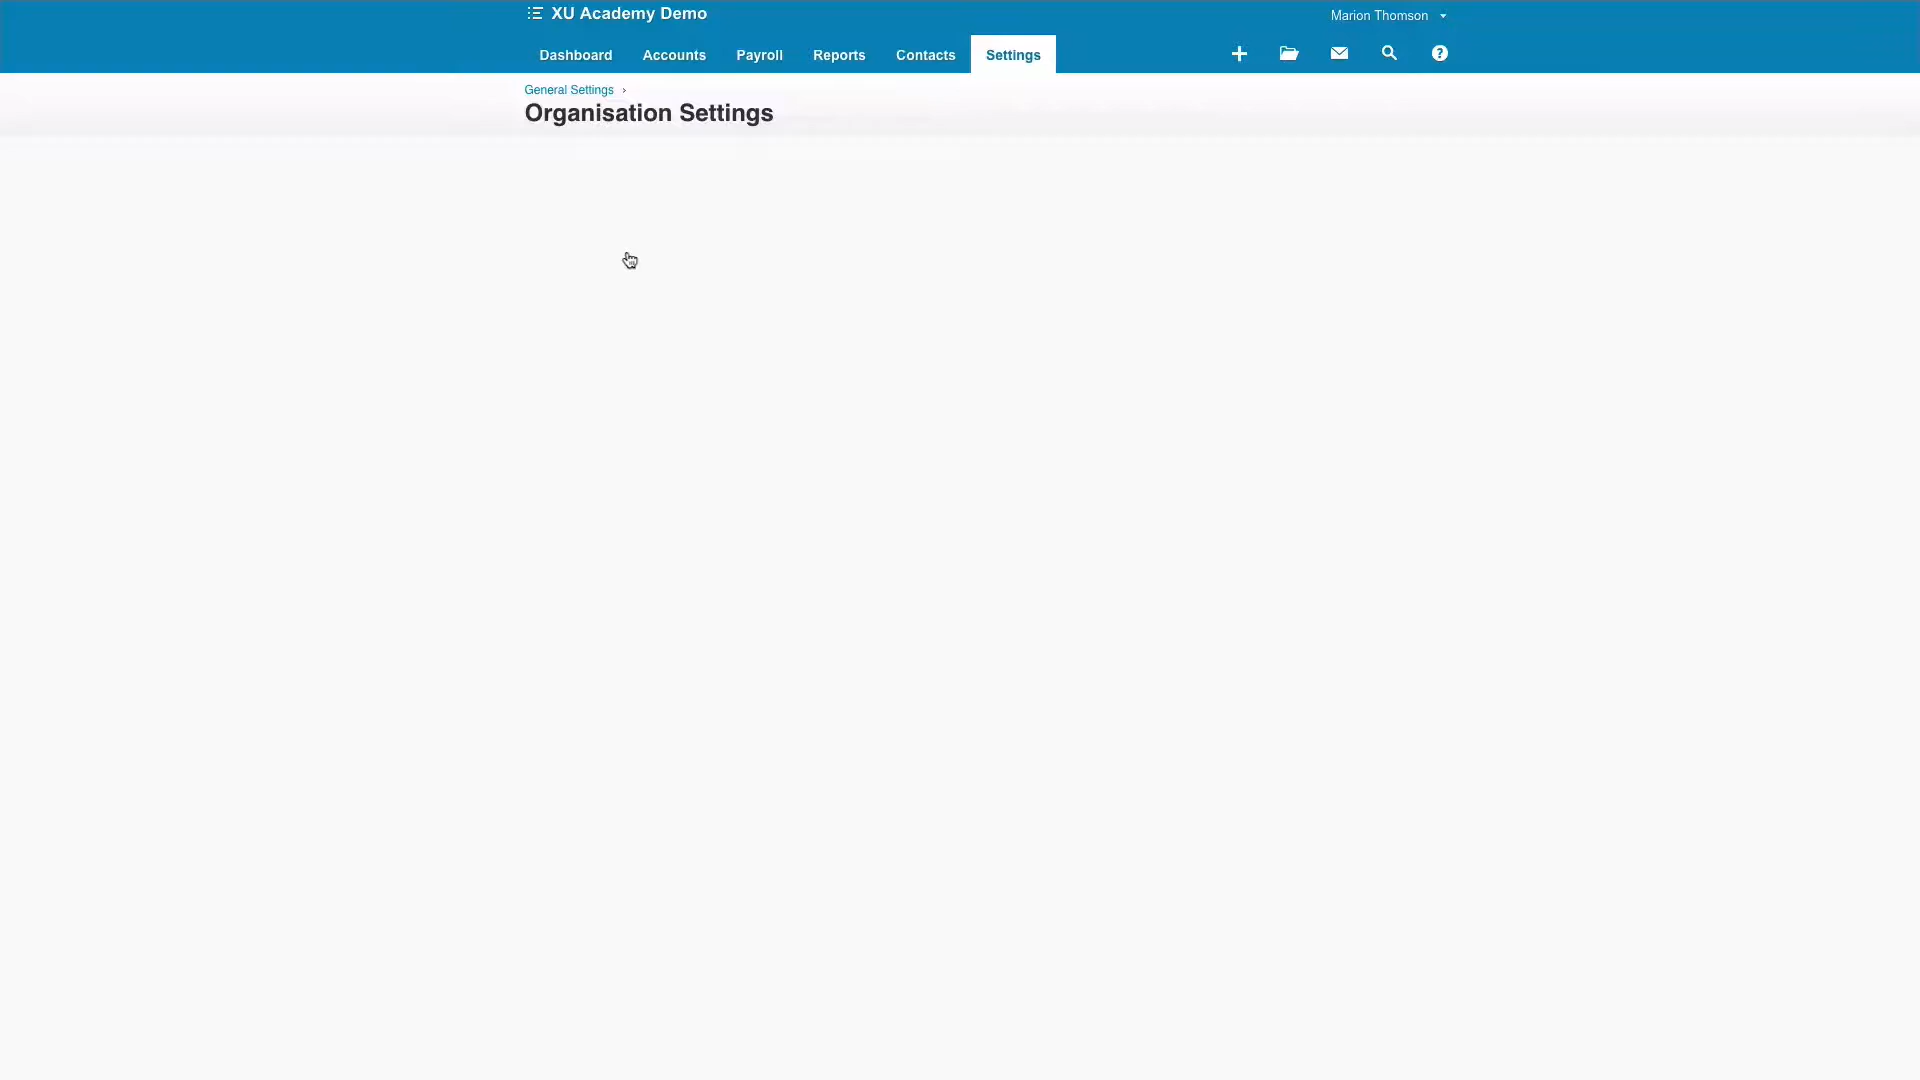 XU Academy Demo
Marion Thomson
Dashboard Accounts Payroll Reports Contacts Settings
General Settings ›
Organisation Settings